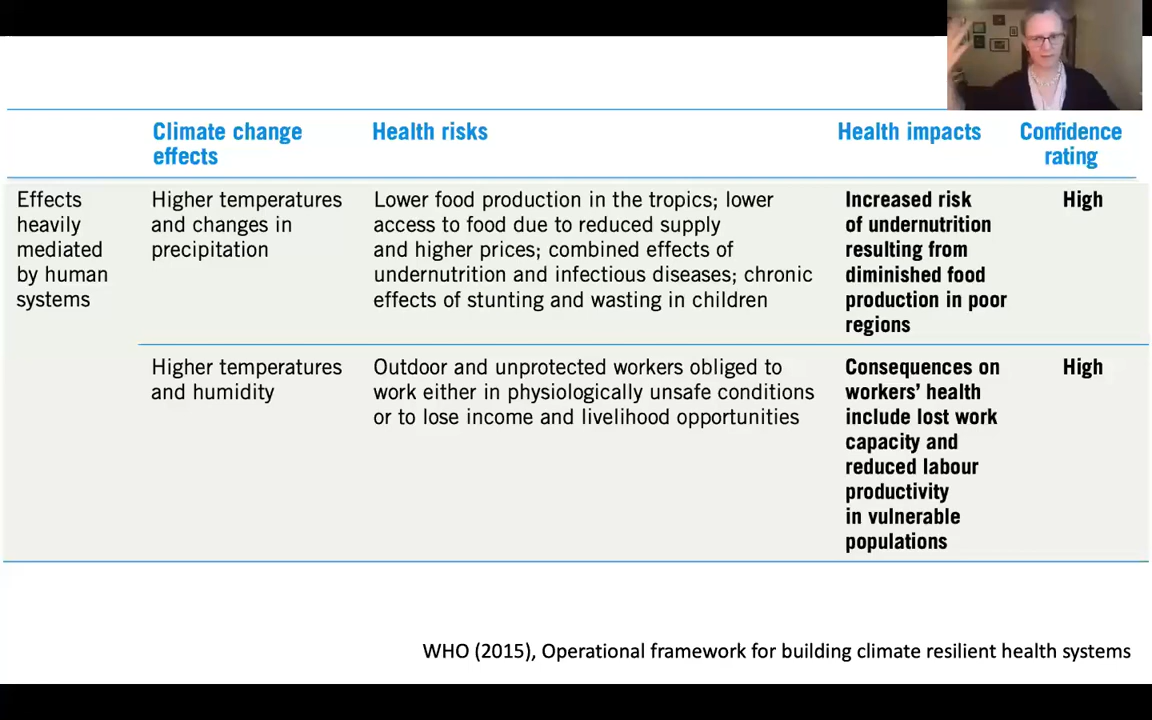 Climate change
effects
Health risks
Health impacts
Confidence
rating
Effects
heavily
mediated
by human
systems
Higher temperatures
and changes in
precipitation
Lower food production in the tropics; lower
access to food due to reduced supply
and higher prices; combined effects of
undernutrition and infectious diseases; chronic
effects of stunting and wasting in children
Increased risk
of undernutrition
resulting from
diminished food
production in poor
regions
High
Higher temperatures
and humidity
Outdoor and unprotected workers obliged to
work either in physiologically unsafe conditions
or to lose income and livelihood opportunities
Consequences on
workers’ health
include lost work
capacity and
reduced labour
productivity
in vulnerable
populations
High
WHO (2015), Operational framework for building climate resilient health systems